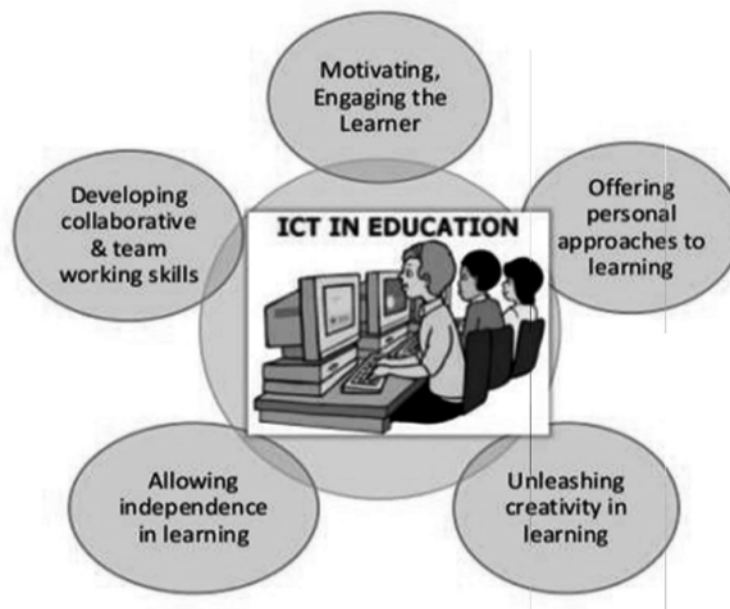 Motivating,
Engaging the
Learner
Developing
collaborative
& team
working skills
ICT IN EDUCATION
Offering
personal
approaches to
learning
Allowing
independence
in learning
Unleashing
creativity in
learning